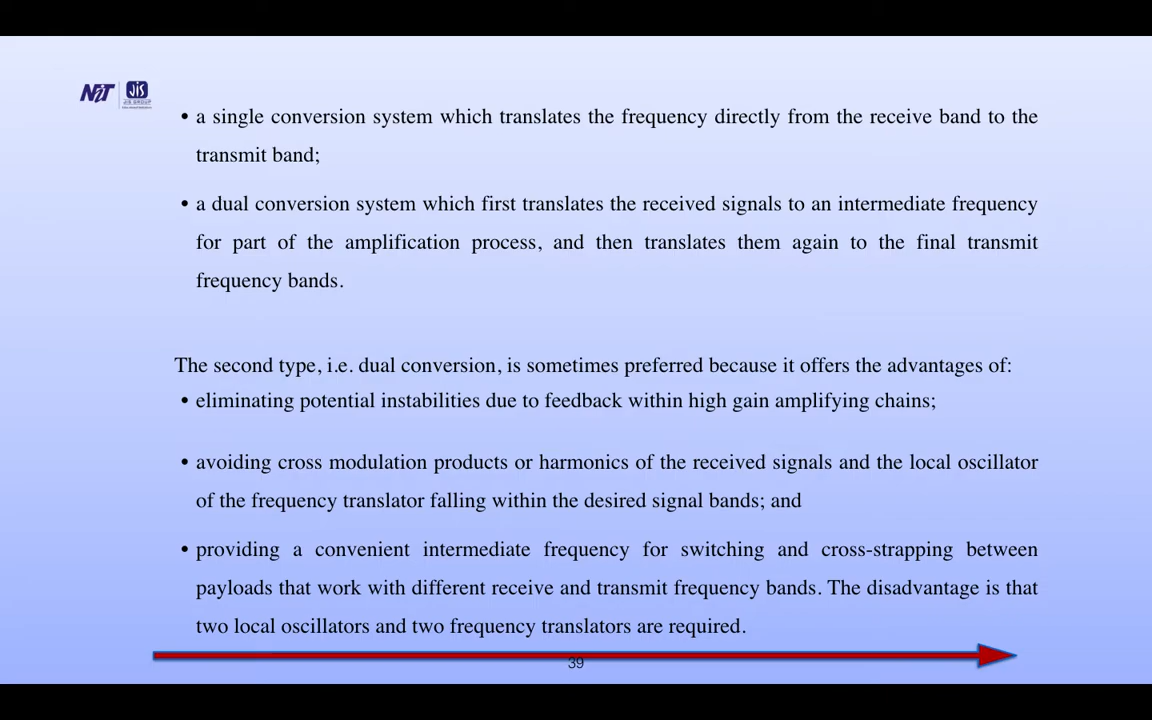 NiT JIS
JIS GROUP
• a single conversion system which translates the frequency directly from the receive band to the
transmit band;
• a dual conversion system which first translates the received signals to an intermediate frequency
for part of the amplification process, and then translates them again to the final transmit
frequency bands.
The second type, i.e. dual conversion, is sometimes preferred because it offers the advantages of:
• eliminating potential instabilities due to feedback within high gain amplifying chains;
• avoiding cross modulation products or harmonics of the received signals and the local oscillator
of the frequency translator falling within the desired signal bands; and
• providing a convenient intermediate frequency for switching and cross-strapping between
payloads that work with different receive and transmit frequency bands. The disadvantage is that
two local oscillators and two frequency translators are required.
39